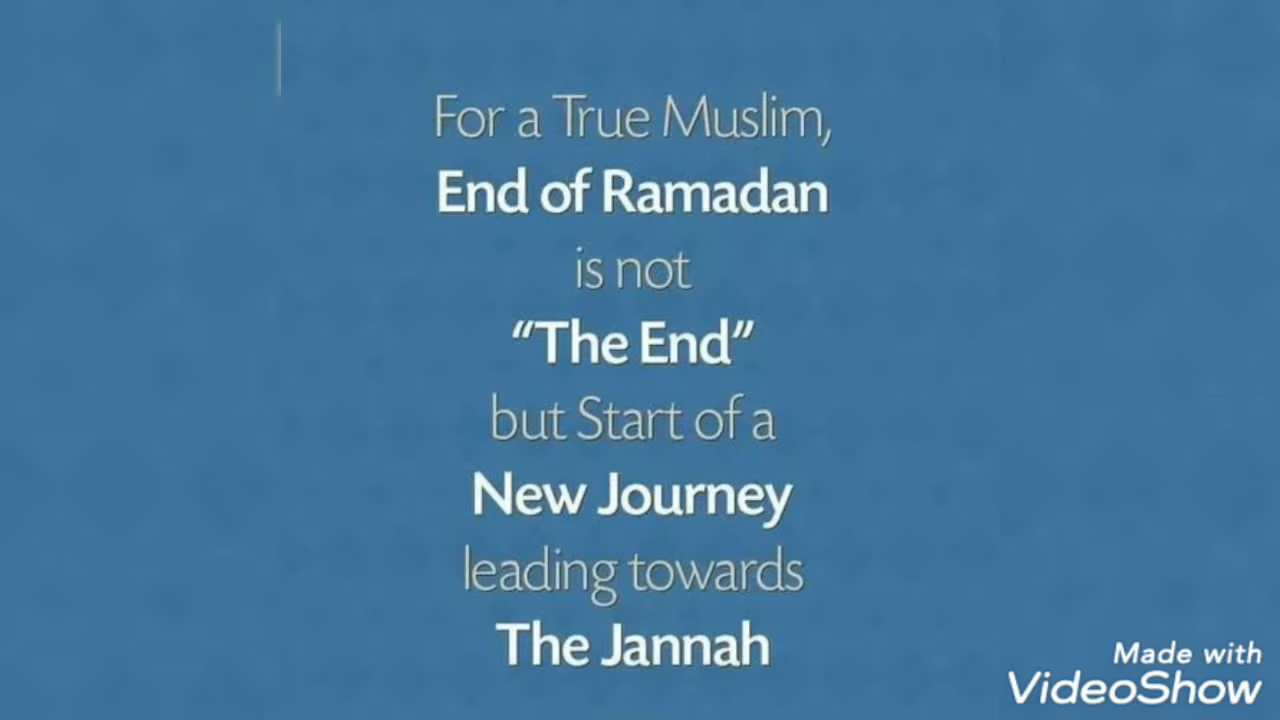 For a True Muslim,
End of Ramadan
is not
“The End”
but Start of a
New Journey
leading towards
The Jannah
Made with
VideoShow